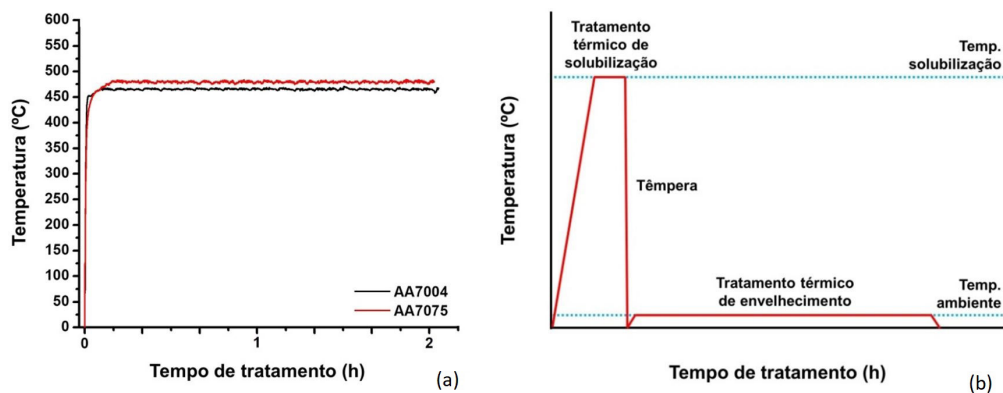 600
550
500
450
400
350
300
250
200
150
100
50
0
Temperatura (ºC)
AA7004
AA7075
0
1
2
Tempo de tratamento (h)
(a)
Temperatura (ºC)
Tratamento
térmico de
solubilização
Temp.
solubilização
Têmpera
Tratamento térmico
de envelhecimento
Temp.
ambiente
Tempo de tratamento (h)
(b)